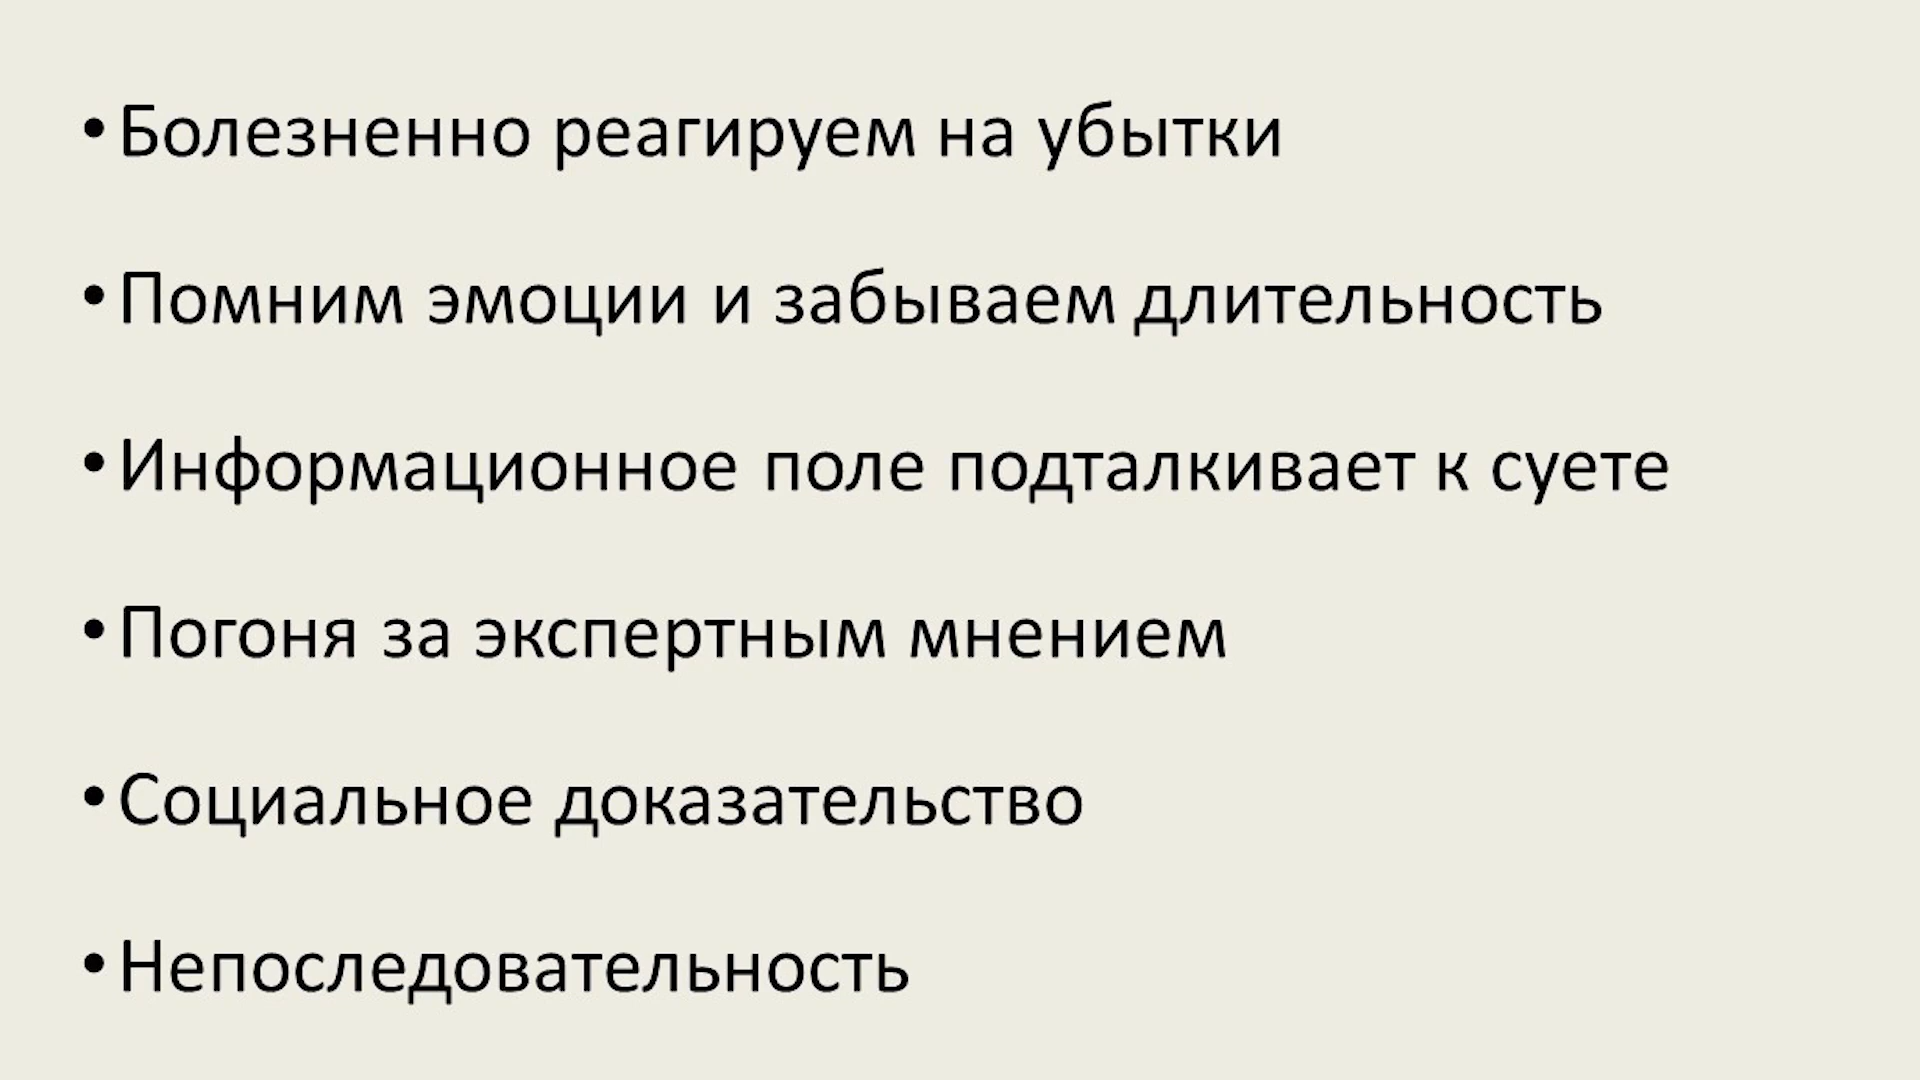 • Болезненно реагируем на убытки
• Помним эмоции и забываем длительность
• Информационное поле подталкивает к суете
• Погоня за экспертным мнением
• Социальное доказательство
• Непоследовательность